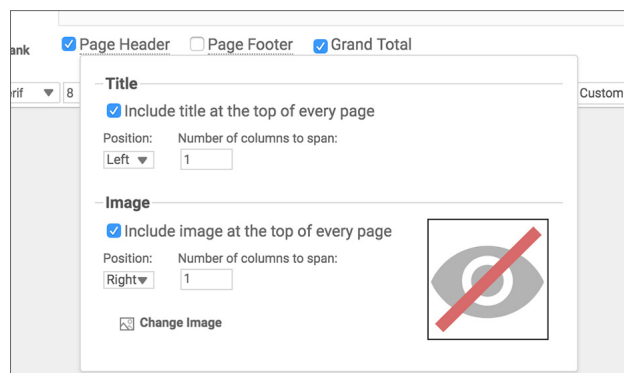 Page Header Page Footer Grand Total
ank
rif 8 Custom
Title
Include title at the top of every page
Position: Number of columns to span:
Left 1
Image
Include image at the top of every page
Position: Number of columns to span:
Right 1
Change Image